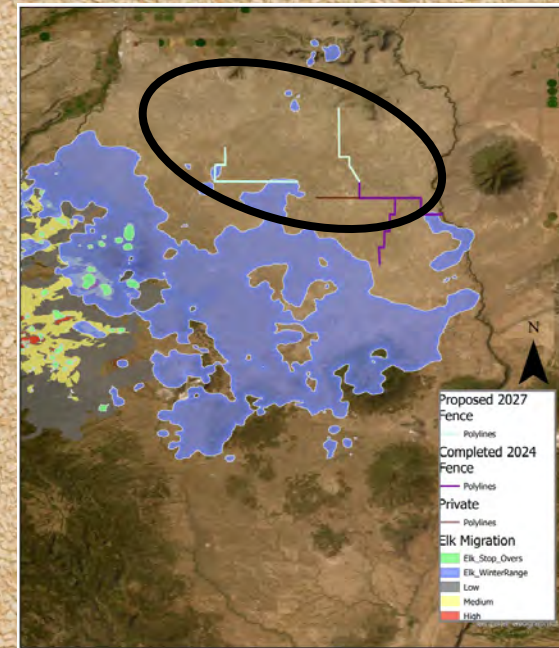 N
Proposed 2027
Fence
Polylines
Completed 2024
Fence
Polylines
Private
Polylines
Elk Migration
Elk_Stop_Overs
Elk_WinterRange
Low
Medium
High